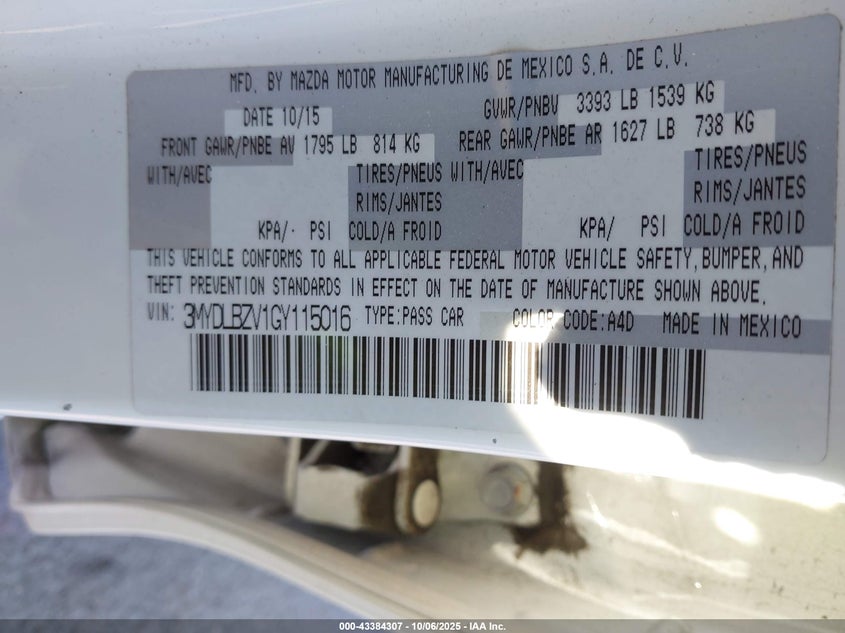 MFD. BY MAZDA MOTOR MANUFACTURING DE MEXICO S.A. DE C.V.
DATE 10/15 GVWR/PNBV 3393 LB 1539 KG
FRONT GAWR/PNBE AV 1795 LB 814 KG REAR GAWR/PNBE AR 1627 LB 738 KG
WITH/AVEC TIRES/PNEUS WITH/AVEC TIRES/PNEUS
RIMS/JANTES RIMS/JANTES
KPA/· PSI COLD/A FROID KPA/ PSI COLD/A FROID
THIS VEHICLE CONFORMS TO ALL APPLICABLE FEDERAL MOTOR VEHICLE SAFETY, BUMPER, AND
THEFT PREVENTION STANDARDS IN EFFECT ON THE DATE OF MANUFACTURE SHOWN ABOVE.
VIN: 3MYDLBZV1GY115016 TYPE:PASS CAR COLOR CODE:A4D MADE IN MEXICO
000-43384307 - 10/06/2025 - IAA Inc.